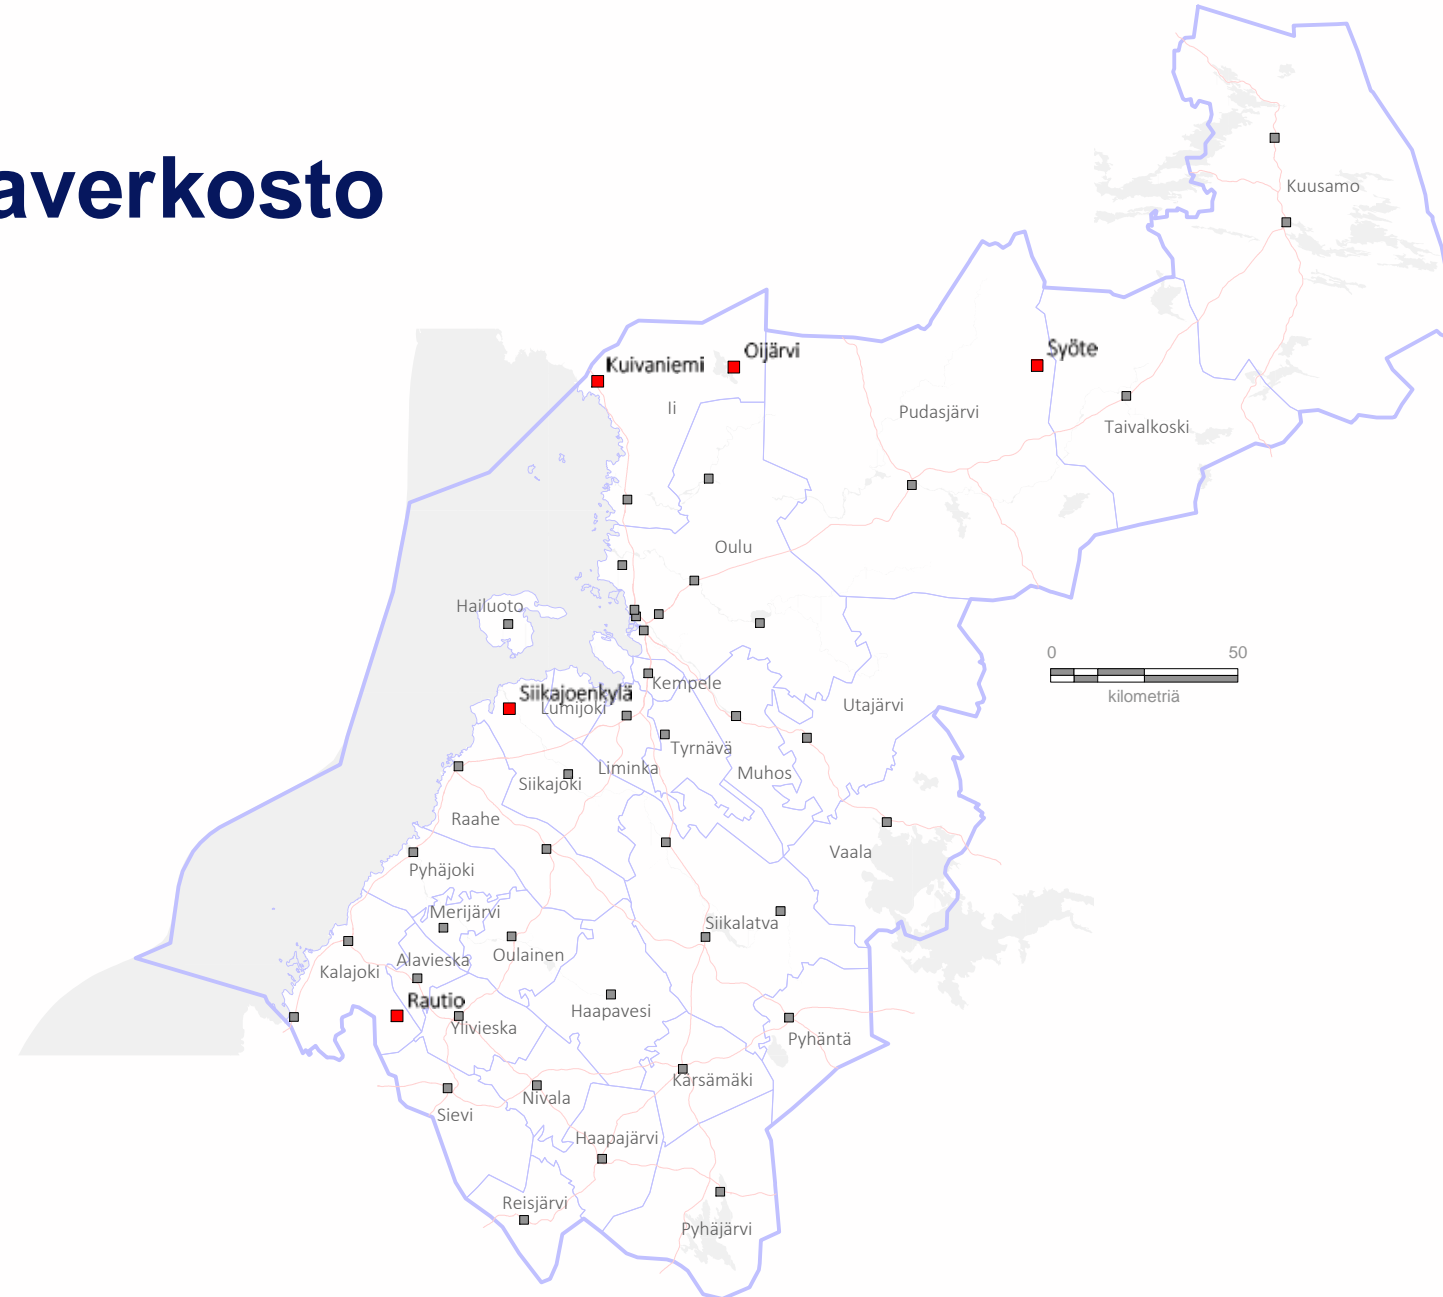 averkosto
Kuusamo
Syöte
Oijärvi
Kuivaniemi
Ii
Pudasjärvi
Taivalkoski
Oulu
Hailuoto
0 50
kilometriä
Kempele
Siikajoenkylä
Lumijoki
Utajärvi
Tyrnävä
Liminka
Muhos
Siikajoki
Raahe
Vaala
Pyhäjoki
Merijärvi
Siikalatva
Oulainen
Alavieska
Kalajoki
Rautio
Haapavesi
Ylivieska
Pyhäntä
Kärsämäki
Nivala
Sievi
Haapajärvi
Reisjärvi
Pyhäjärvi